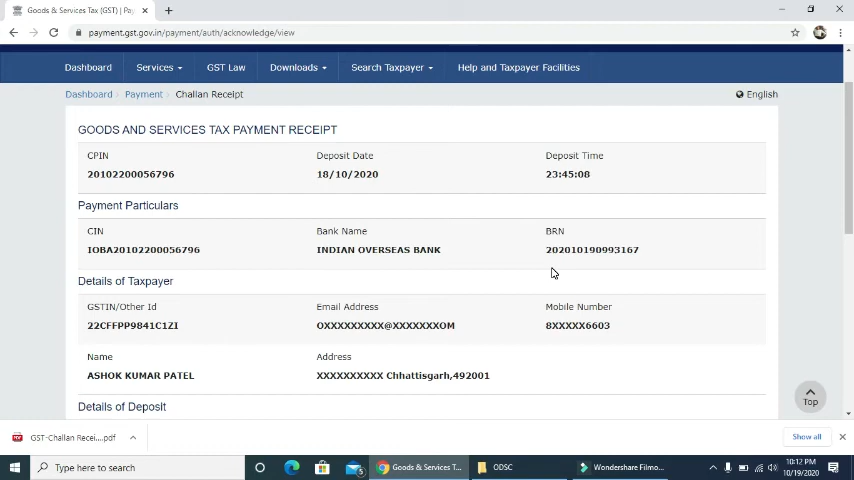 Goods & Services Tax (GST) | Pay
payment.gst.gov.in/payment/auth/acknowledge/view
Dashboard Services GST Law Downloads Search Taxpayer Help and Taxpayer Facilities
Dashboard Payment Challan Receipt English
GOODS AND SERVICES TAX PAYMENT RECEIPT
CPIN Deposit Date Deposit Time
20102200056796 18/10/2020 23:45:08
Payment Particulars
CIN Bank Name BRN
IOBA20102200056796 INDIAN OVERSEAS BANK 202010190993167
Details of Taxpayer
GSTIN/Other Id Email Address Mobile Number
22CFFPP9841C1ZI OXXXXXXXXX@XXXXXXXOM 8XXXXX6603
Name Address
ASHOK KUMAR PATEL XXXXXXXXXX Chhattisgarh,492001
Details of Deposit
Top
GST-Challan Recei....pdf Show all
Type here to search 5 Goods & Services T... ODSC Wondershare Filmo... 10:12 PM
10/19/2020